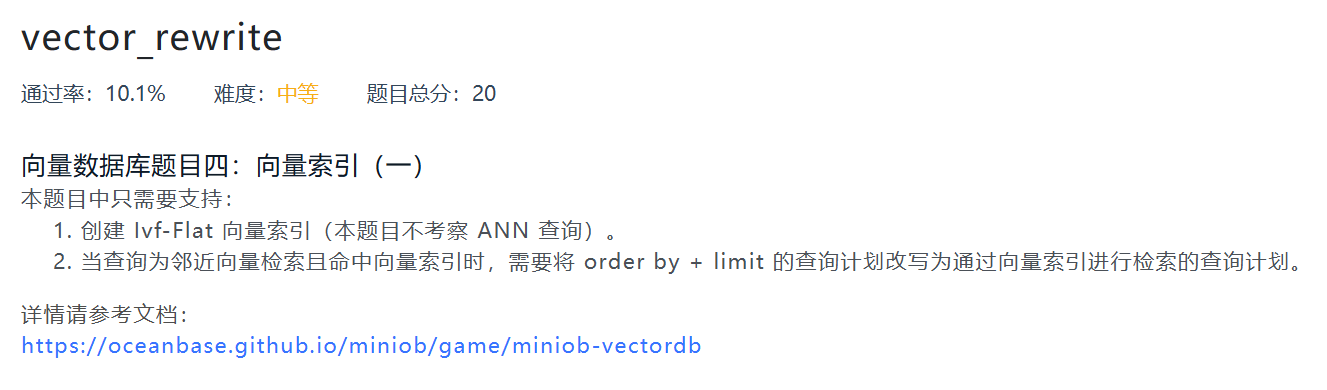 vector_rewrite
通过率：10.1% 难度：中等 题目总分：20
向量数据库题目四：向量索引（一）
本题目中只需要支持：
1. 创建 Ivf-Flat 向量索引（本题目不考察 ANN 查询）。
2. 当查询为邻近向量检索且命中向量索引时，需要将 order by + limit 的查询计划改写为通过向量索引进行检索的查询计划。
详情请参考文档：
https://oceanbase.github.io/miniob/game/miniob-vectordb